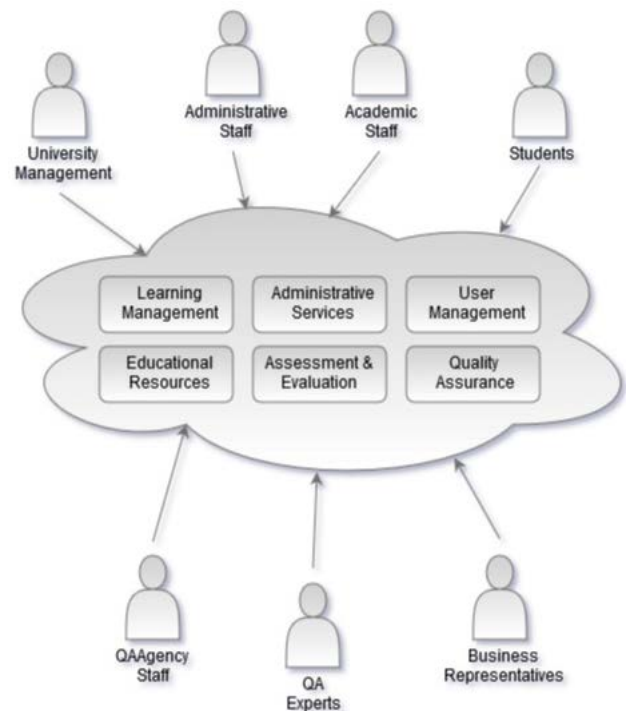 University
Management
Administrative
Staff
Academic
Staff
Students
Learning
Management
Administrative
Services
User
Management
Educational
Resources
Assessment &
Evaluation
Quality
Assurance
QAAgency
Staff
QA
Experts
Business
Representatives